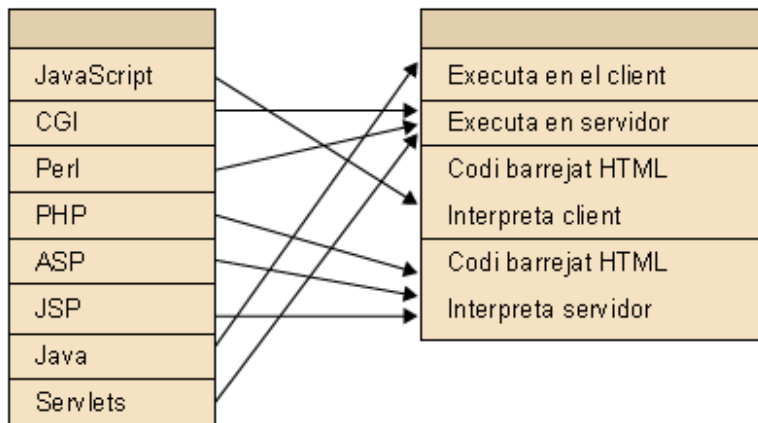 JavaScript
CGI
Perl
PHP
ASP
JSP
Java
Servlets
Executa en el client
Executa en servidor
Codi barrejat HTML
Interpreta client
Codi barrejat HTML
Interpreta servidor